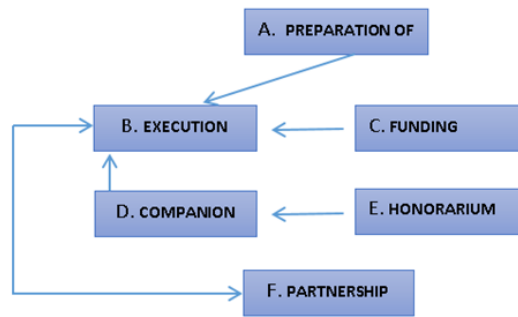 A. PREPARATION OF
B. EXECUTION
C. FUNDING
D. COMPANION
E. HONORARIUM
F. PARTNERSHIP